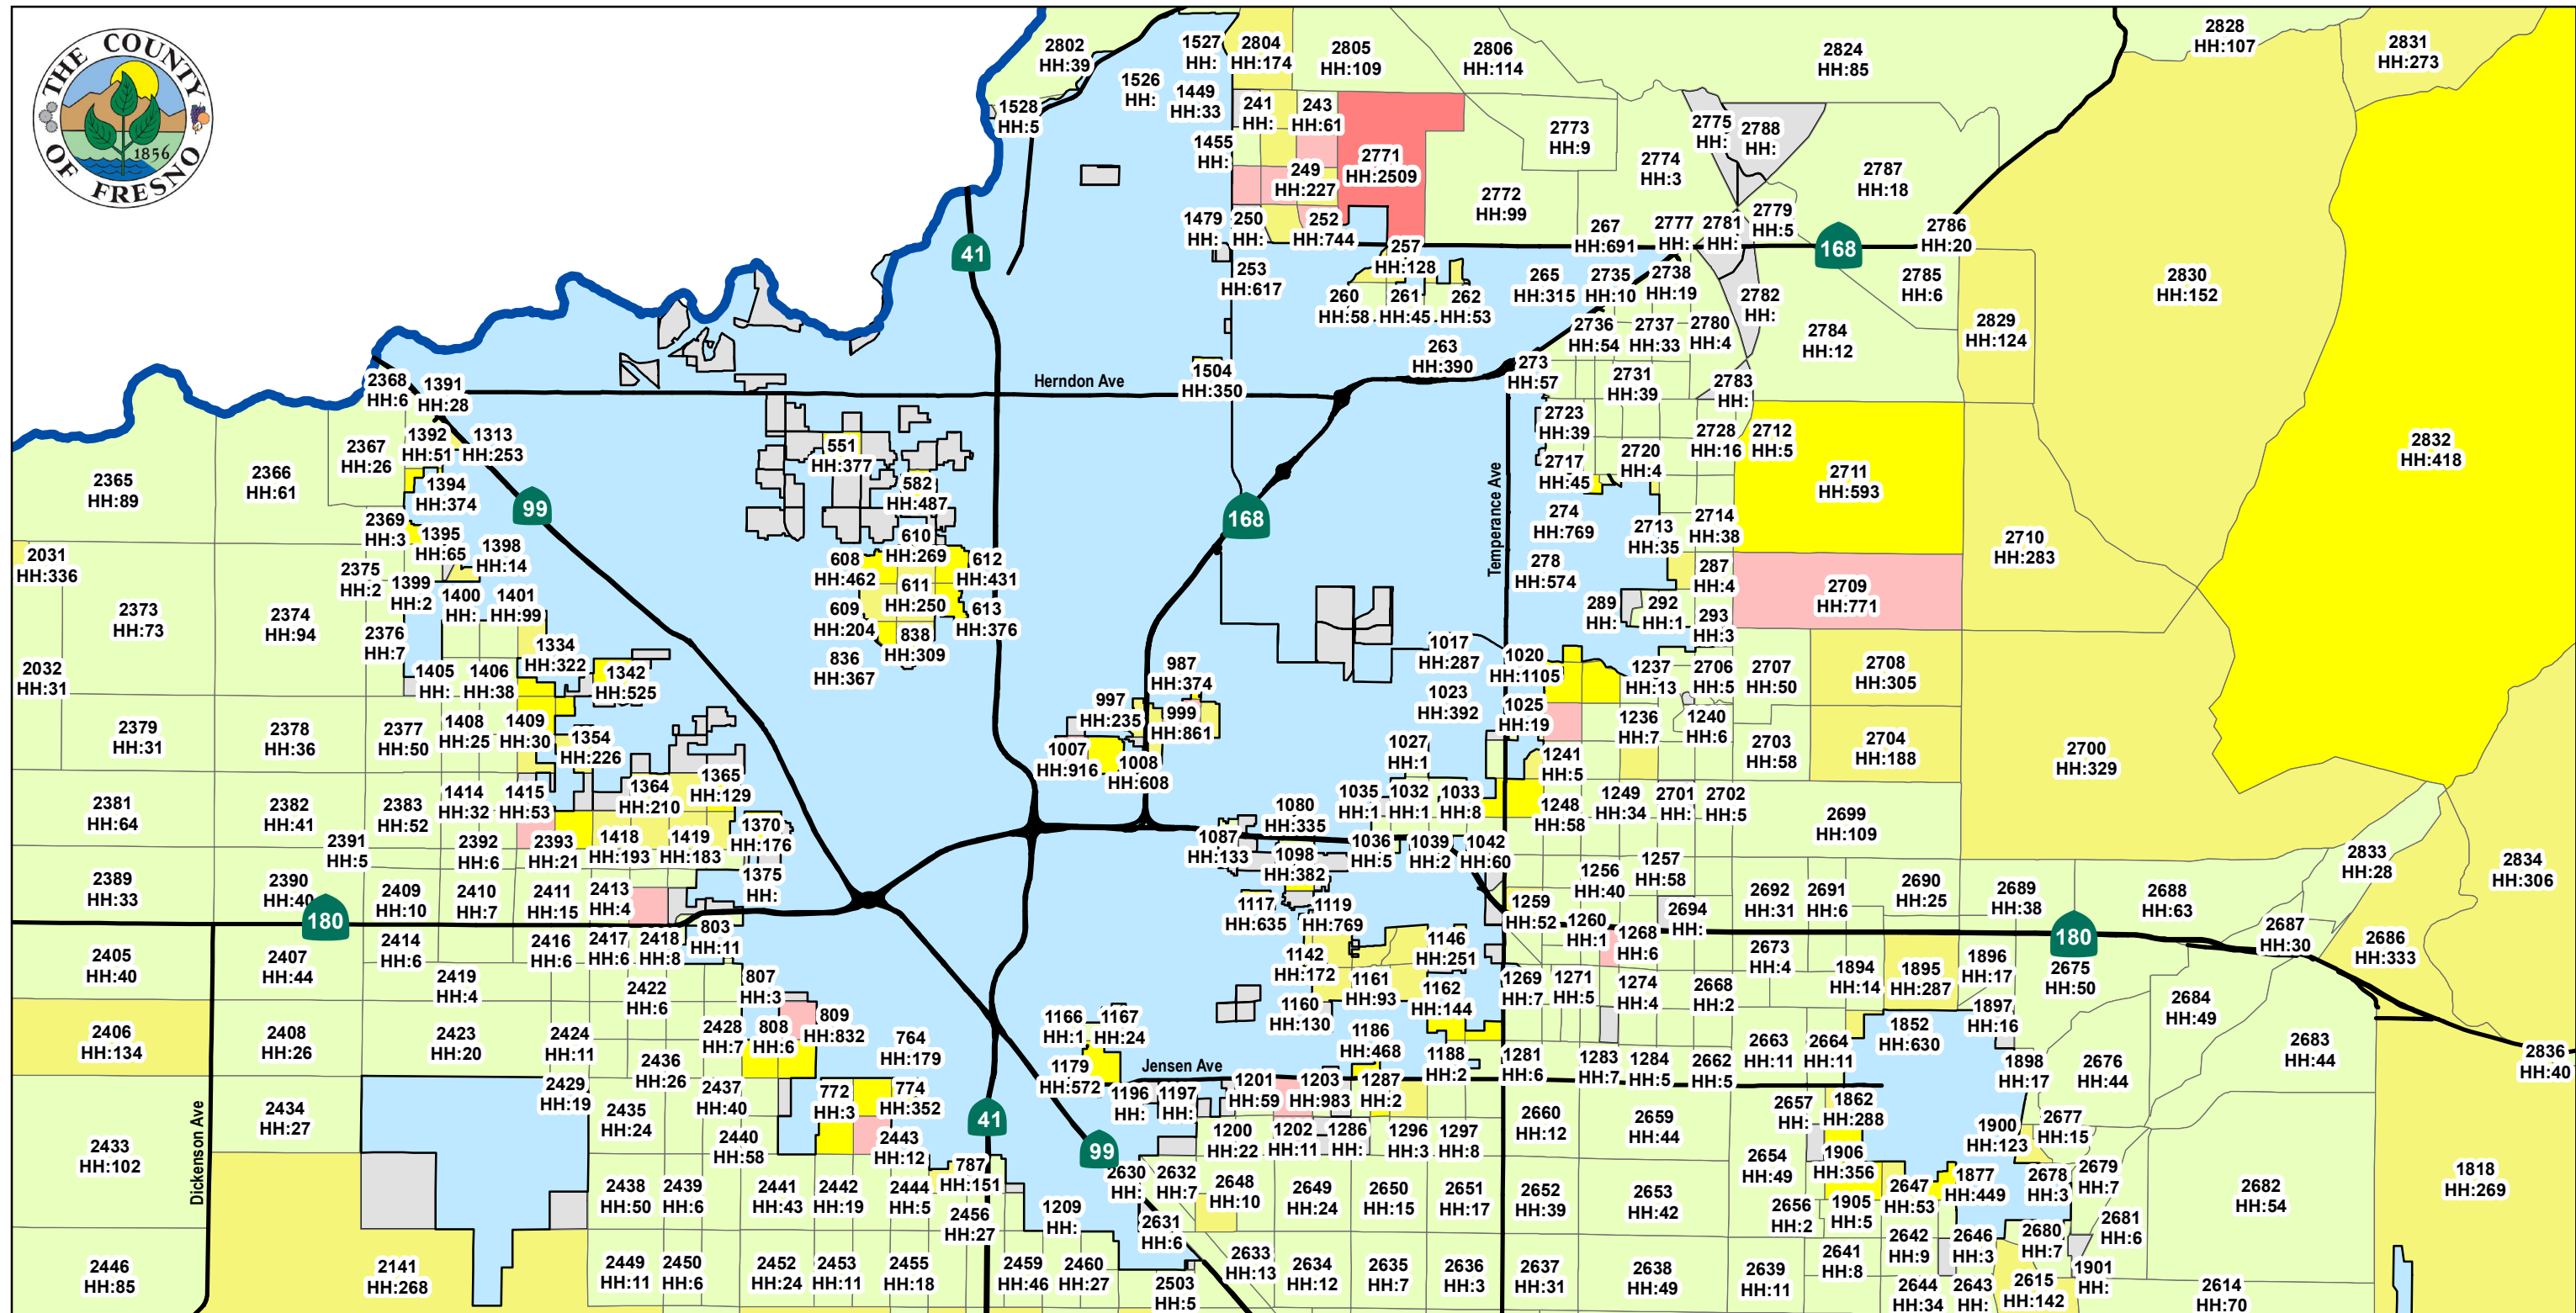 THE COUNTY
OF FRESNO
1856
2802
HH:39
1527
HH:
2804
HH:174
2805
HH:109
2806
HH:114
2824
HH:85
2828
HH:107
2831
HH:273
1526
HH:
1449
HH:33
1528
HH:5
241
HH:
243
HH:61
2773
HH:9
2775
HH:
2788
HH:
1455
HH:
249
HH:227
2771
HH:2509
2774
HH:3
2787
HH:18
2772
HH:99
1479
HH:
250
HH:
252
HH:744
267
HH:691
2777
HH:
2781
HH:
2779
HH:5
2786
HH:20
41
168
257
HH:128
253
HH:617
265
HH:315
2735
HH:10
2738
HH:19
2785
HH:6
2830
HH:152
260
HH:58
261
HH:45
262
HH:53
2782
HH:
2736
HH:54
2737
HH:33
2780
HH:4
2784
HH:12
2829
HH:124
263
HH:390
2368
HH:6
1391
HH:28
Herndon Ave
1504
HH:350
273
HH:57
2731
HH:39
2783
HH:
2367
HH:26
1392
HH:51
1313
HH:253
551
HH:377
2723
HH:39
2728
HH:16
2712
HH:5
2832
HH:418
2365
HH:89
2366
HH:61
1394
HH:374
582
HH:487
2717
HH:45
2720
HH:4
2711
HH:593
99
168
Temperance Ave
2369
HH:3
1395
HH:65
1398
HH:14
610
HH:269
274
HH:769
2713
HH:35
2714
HH:38
2710
HH:283
2031
HH:336
2375
HH:2
1399
HH:2
608
HH:462
612
HH:431
278
HH:574
287
HH:4
2709
HH:771
2373
HH:73
2374
HH:94
1400
HH:
1401
HH:99
611
HH:250
609
HH:204
613
HH:376
289
HH:
292
HH:1
293
HH:3
2376
HH:7
1334
HH:322
838
HH:309
1017
HH:287
2032
HH:31
1405
HH:
1406
HH:38
1342
HH:525
836
HH:367
987
HH:374
1020
HH:1105
1237
HH:13
2706
HH:5
2707
HH:50
2708
HH:305
2379
HH:31
2378
HH:36
2377
HH:50
1408
HH:25
1409
HH:30
1354
HH:226
997
HH:235
999
HH:861
1023
HH:392
1025
HH:19
1236
HH:7
1240
HH:6
2703
HH:58
2704
HH:188
2700
HH:329
1007
HH:916
1008
HH:608
1027
HH:1
1241
HH:5
2381
HH:64
2382
HH:41
2383
HH:52
1414
HH:32
1415
HH:53
1364
HH:210
1365
HH:129
1035
HH:1
1032
HH:1
1033
HH:8
1248
HH:58
1249
HH:34
2701
HH:
2702
HH:5
2699
HH:109
2391
HH:5
2392
HH:6
2393
HH:21
1418
HH:193
1419
HH:183
1370
HH:176
1080
HH:335
1087
HH:133
1098
HH:382
1036
HH:5
1039
HH:2
1042
HH:60
2389
HH:33
2390
HH:40
2409
HH:10
2410
HH:7
2411
HH:15
2413
HH:4
1375
HH:
1256
HH:40
1257
HH:58
2692
HH:31
2691
HH:6
2690
HH:25
2689
HH:38
2688
HH:63
2833
HH:28
2834
HH:306
180
1117
HH:635
1119
HH:769
1259
HH:52
1260
HH:1
1268
HH:6
2694
HH:
180
2687
HH:30
2405
HH:40
2407
HH:44
2414
HH:6
2416
HH:6
2417
HH:6
2418
HH:8
803
HH:11
1142
HH:172
1146
HH:251
2673
HH:4
2686
HH:333
2419
HH:4
2422
HH:6
807
HH:3
1160
HH:130
1161
HH:93
1162
HH:144
1269
HH:7
1271
HH:5
1274
HH:4
2668
HH:2
1894
HH:14
1895
HH:287
1896
HH:17
2675
HH:50
2684
HH:49
2406
HH:134
2408
HH:26
2423
HH:20
2424
HH:11
2428
HH:7
808
HH:6
809
HH:832
764
HH:179
1166
HH:1
1167
HH:24
1186
HH:468
2663
HH:11
2664
HH:11
1852
HH:630
1897
HH:16
2683
HH:44
2836
HH:40
2436
HH:26
1179
HH:572
Jensen Ave
1188
HH:2
1281
HH:6
1283
HH:7
1284
HH:5
2662
HH:5
1898
HH:17
2676
HH:44
2429
HH:19
2437
HH:40
772
HH:3
774
HH:352
1196
HH:
1197
HH:
1201
HH:59
1203
HH:983
1287
HH:2
2433
HH:102
Dickenson Ave
2434
HH:27
2435
HH:24
2440
HH:58
2443
HH:12
41
99
1200
HH:22
1202
HH:11
1286
HH:
1296
HH:3
1297
HH:8
2660
HH:12
2659
HH:44
2657
HH:
1862
HH:288
1900
HH:123
2677
HH:15
2438
HH:50
2439
HH:6
2441
HH:43
2442
HH:19
2444
HH:5
787
HH:151
2630
HH:
2632
HH:7
2648
HH:10
2649
HH:24
2650
HH:15
2651
HH:17
2652
HH:39
2653
HH:42
2654
HH:49
1906
HH:356
2647
HH:53
1877
HH:449
2678
HH:3
2679
HH:7
2682
HH:54
1818
HH:269
2456
HH:27
1209
HH:
2631
HH:6
2656
HH:2
1905
HH:5
2681
HH:6
2446
HH:85
2141
HH:268
2449
HH:11
2450
HH:6
2452
HH:24
2453
HH:11
2455
HH:18
2459
HH:46
2460
HH:27
2503
HH:5
2633
HH:13
2634
HH:12
2635
HH:7
2636
HH:3
2637
HH:31
2638
HH:49
2639
HH:11
2641
HH:8
2642
HH:9
2646
HH:3
2680
HH:7
2644
HH:34
2643
HH:
2615
HH:142
1901
HH:
2614
HH:70